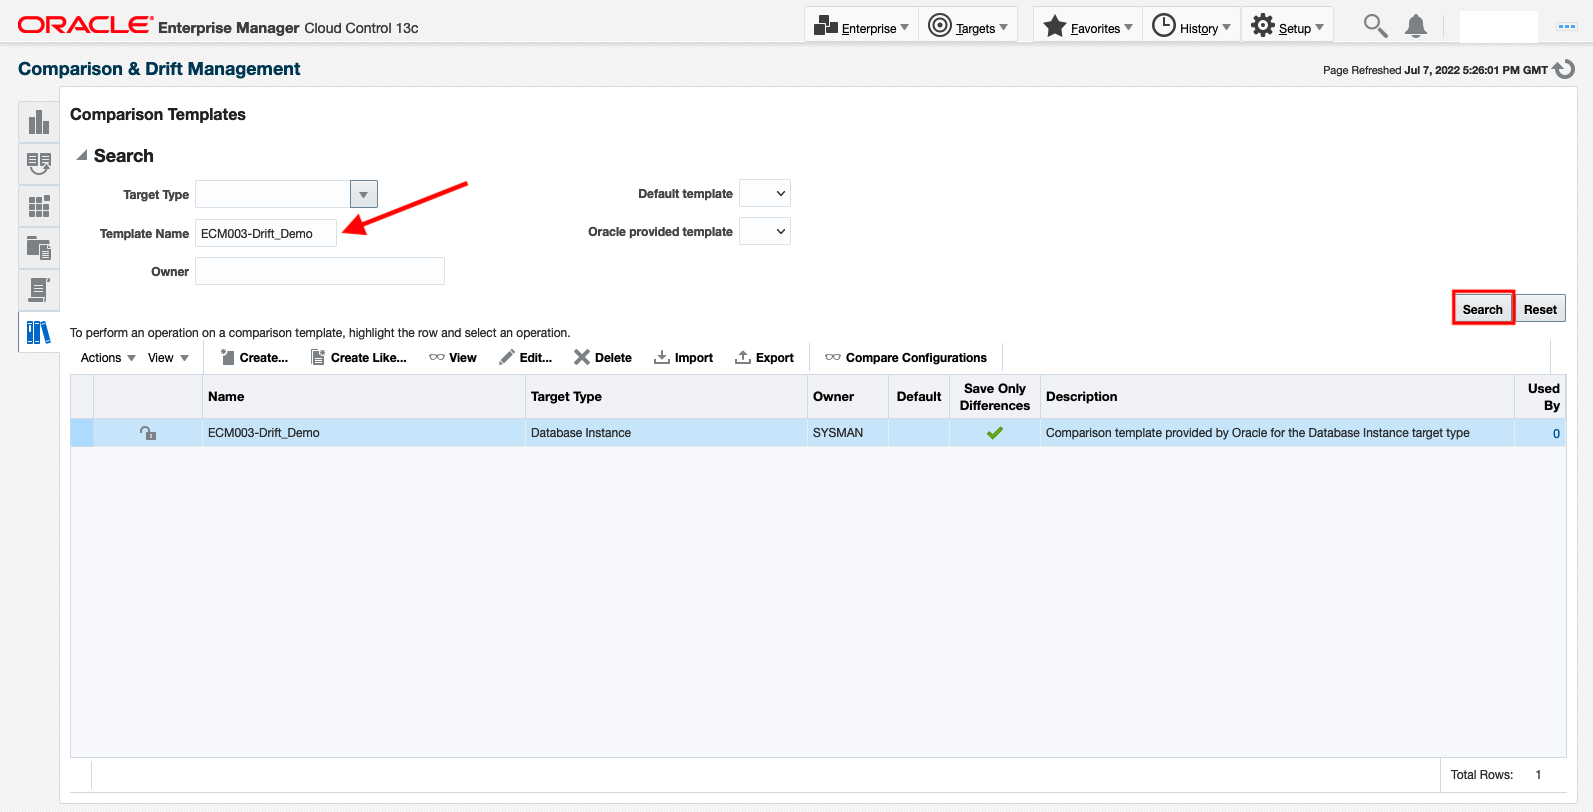 ORACLE Enterprise Manager Cloud Control 13c
Enterprise
Targets
Favorites
History
Setup
Comparison & Drift Management
Page Refreshed Jul 7, 2022 5:26:01 PM GMT
Comparison Templates
Search
Target Type
Default template
Template Name ECM003-Drift_Demo
Oracle provided template
Owner
Search Reset
To perform an operation on a comparison template, highlight the row and select an operation.
Actions View Create... Create Like... View Edit... Delete Import Export Compare Configurations
Name Target Type Owner Default Save Only Differences Description Used By
ECM003-Drift_Demo Database Instance SYSMAN Comparison template provided by Oracle for the Database Instance target type 0
Total Rows: 1